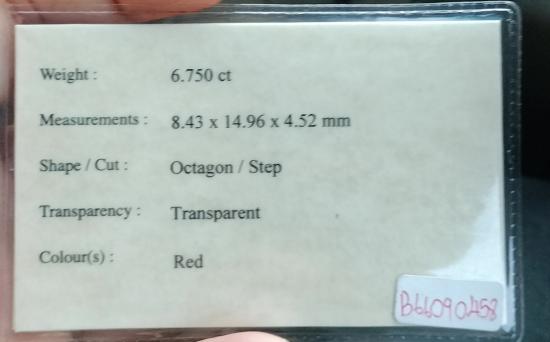 Weight : 6.750 ct
Measurements : 8.43 x 14.96 x 4.52 mm
Shape / Cut : Octagon / Step
Transparency : Transparent
Colour(s) : Red
B66090458